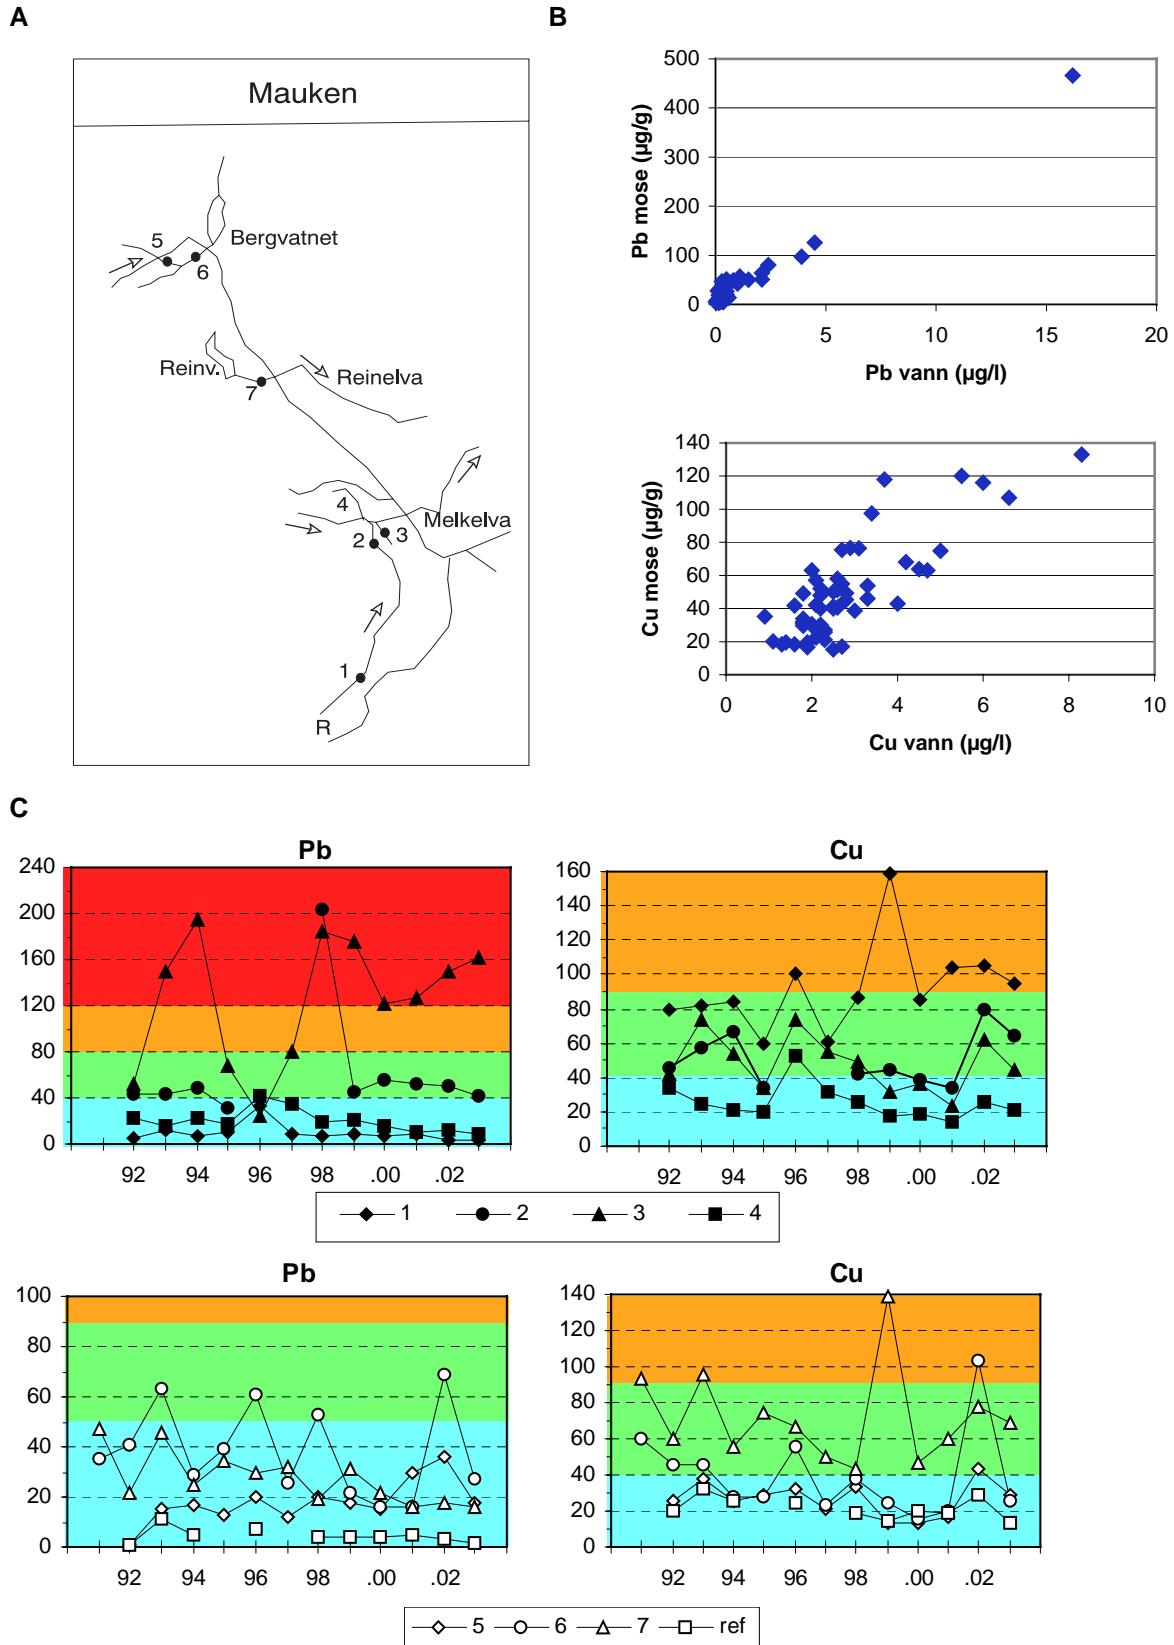 A
B
Mauken
5
6
Bergvatnet
Reinv.
7
Reinelva
4
3
2
Melkelva
1
R
Pb mose (µg/g)
500
400
300
200
100
0
0 5 10 15 20
Pb vann (µg/l)
Cu mose (µg/g)
140
120
100
80
60
40
20
0
0 2 4 6 8 10
Cu vann (µg/l)
C
Pb
240
200
160
120
80
40
0
92 94 96 98 .00 .02
Cu
160
140
120
100
80
60
40
20
0
92 94 96 98 .00 .02
1 2 3 4
Pb
100
80
60
40
20
0
92 94 96 98 .00 .02
Cu
140
120
100
80
60
40
20
0
92 94 96 98 .00 .02
5 6 7 ref